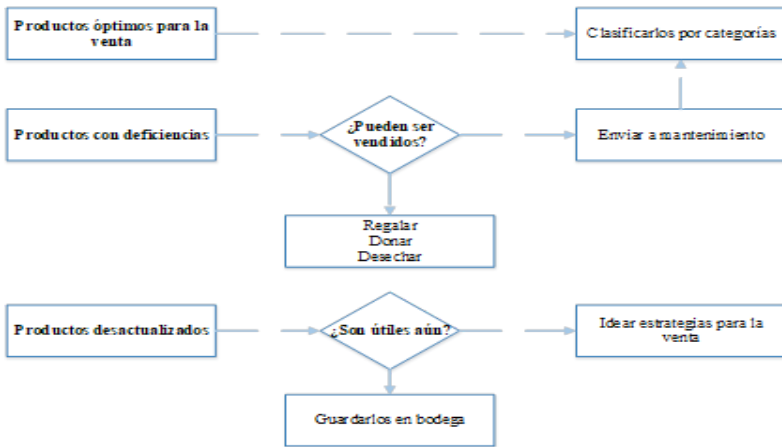 Productos óptimos para la
venta
Clasificarlos por categorías
Productos con deficiencias
¿Pueden ser
vendidos?
Enviar a mantenimiento
Regalar
Donar
Desechar
Productos desactualizados
¿Son útiles aún?
Idear estrategias para la
venta
Guardarlos en bodega